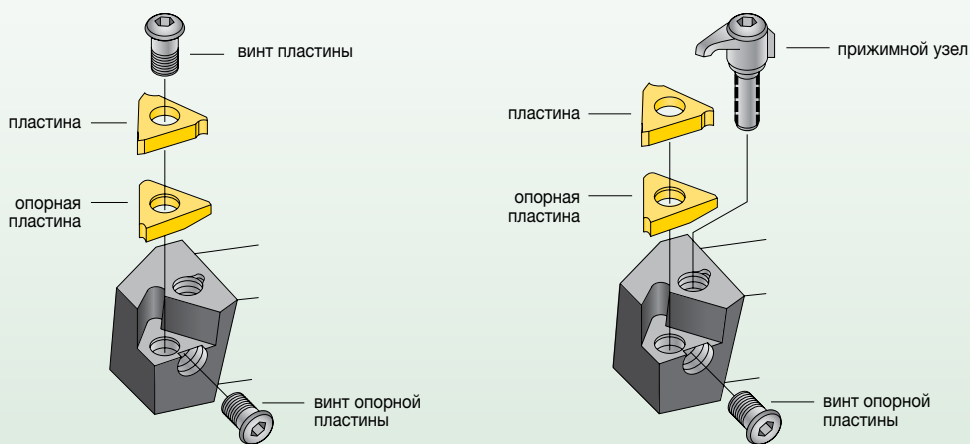 винт пластины
пластина
опорная
пластина
винт опорной
пластины
прижимной узел
пластина
опорная
пластина
винт опорной
пластины